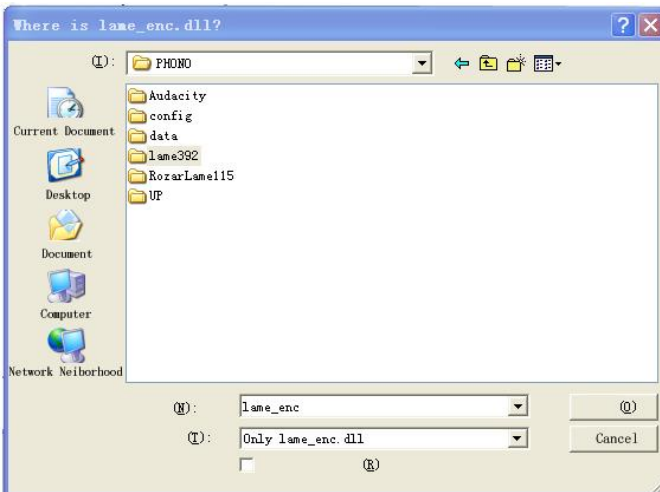 Where is lame_enc.dll?
(I): PHONO
Audacity
config
data
lame392
RozarLame115
UP
Current Document
Desktop
Document
Computer
Network Neiborhood
(N): lame_enc (O)
(T): Only lame_enc.dll Cancel
(R)